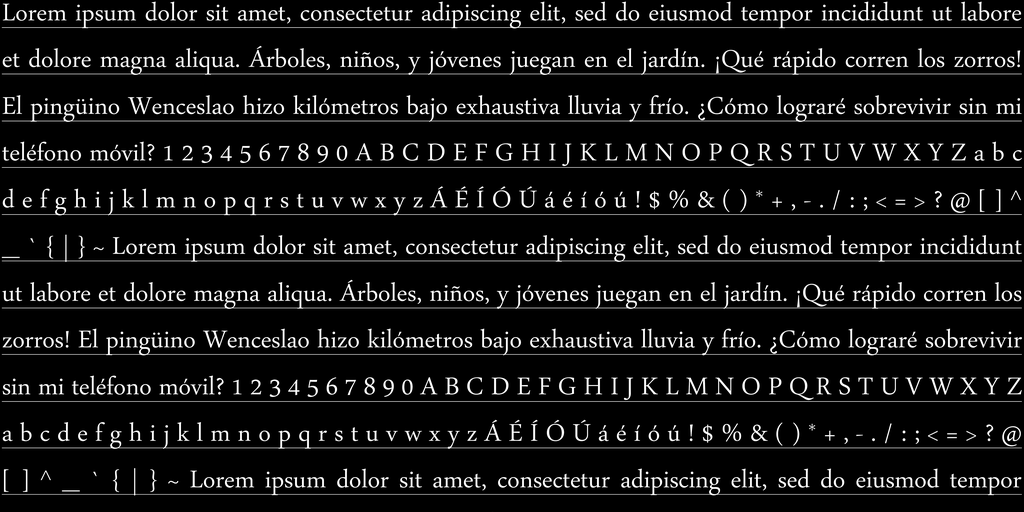 Lorem ipsum dolor sit amet, consectetur adipiscing elit, sed do eiusmod tempor incididunt ut labore
et dolore magna aliqua. Árboles, niños, y jóvenes juegan en el jardín. ¡Qué rápido corren los zorros!
El pingüino Wenceslao hizo kilómetros bajo exhaustiva lluvia y frío. ¿Cómo lograré sobrevivir sin mi
teléfono móvil? 1 2 3 4 5 6 7 8 9 0 A B C D E F G H I J K L M N O P Q R S T U V W X Y Z a b c
d e f g h i j k l m n o p q r s t u v w x y z Á É Í Ó Ú á é í ó ú ! $ % & ( ) * + , - . / : ; < = > ? @ [ ] ^
_ ` { | } ~ Lorem ipsum dolor sit amet, consectetur adipiscing elit, sed do eiusmod tempor incididunt
ut labore et dolore magna aliqua. Árboles, niños, y jóvenes juegan en el jardín. ¡Qué rápido corren los
zorros! El pingüino Wenceslao hizo kilómetros bajo exhaustiva lluvia y frío. ¿Cómo lograré sobrevivir
sin mi teléfono móvil? 1 2 3 4 5 6 7 8 9 0 A B C D E F G H I J K L M N O P Q R S T U V W X Y Z
a b c d e f g h i j k l m n o p q r s t u v w x y z Á É Í Ó Ú á é í ó ú ! $ % & ( ) * + , - . / : ; < = > ? @
[ ] ^ _ ` { | } ~ Lorem ipsum dolor sit amet, consectetur adipiscing elit, sed do eiusmod tempor